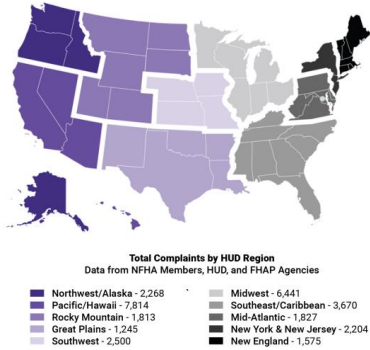 Total Complaints by HUD Region
Data from NFHA Members, HUD, and FHAP Agencies
Northwest/Alaska - 2,268
Pacific/Hawaii - 7,814
Rocky Mountain - 1,813
Great Plains - 1,245
Southwest - 2,500
Midwest - 6,441
Southeast/Caribbean - 3,670
Mid-Atlantic - 1,827
New York & New Jersey - 2,204
New England - 1,575